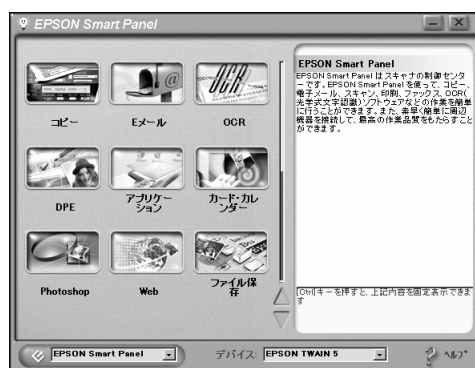 EPSON Smart Panel
コピー
Eメール
OCR
DPE
アプリケー
ション
カード・カレ
ンダー
Photoshop
Web
ファイル保
存
EPSON Smart Panel
EPSON Smart Panel はスキャナの制御センタ
ーです。EPSON Smart Panel を使って、コピー、
電子メール、スキャン、印刷、ファックス、OCR(
光学式文字認識)ソフトウェアなどの作業を簡単
に行うことができます。また、素早く簡単に周辺
機器を接続して、最高の作業品質をもたらすこと
ができます。
[Ctrl]キーを押すと、上記内容を固定表示できま
す
EPSON Smart Panel
デバイス:
EPSON TWAIN 5
ヘルプ